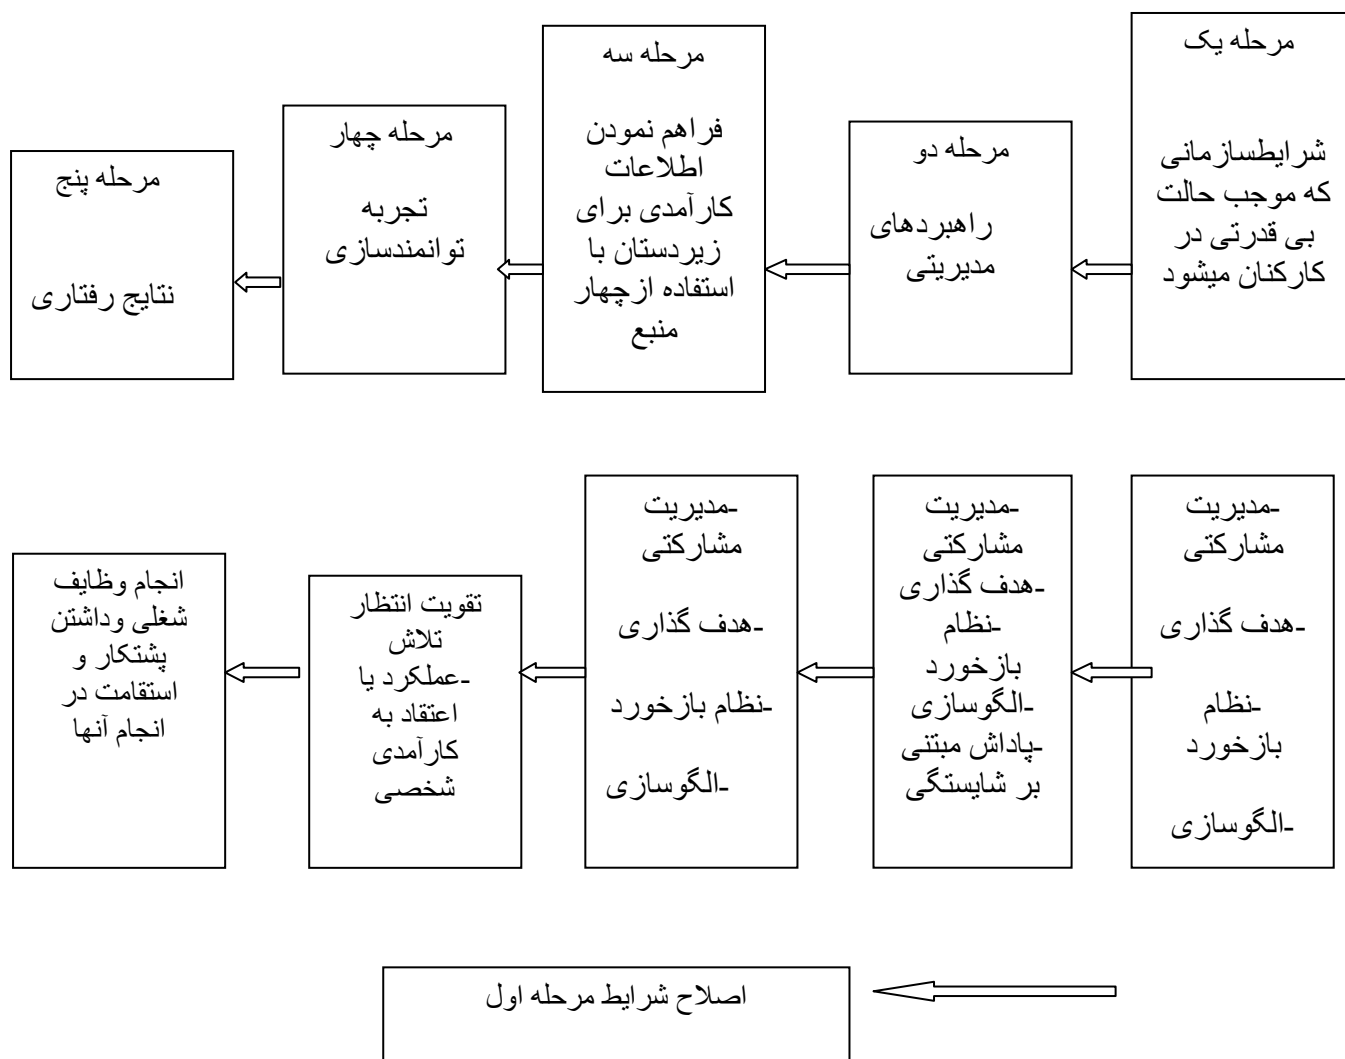 مرحله یک
شرایطسازمانی
که موجب حالت
بی قدرتی در
کارکنان میشود
مرحله دو
راهبردهای
مدیریتی
مرحله سه
فراهم نمودن
اطلاعات
کارآمدی برای
زیردستان با
استفاده ازچهار
منبع
مرحله چهار
تجربه
توانمندسازی
مرحله پنج
نتایج رفتاری
-مدیریت
مشارکتی
-هدف گذاری
-نظام
بازخورد
-الگوسازی
-مدیریت
مشارکتی
-هدف گذاری
-نظام
بازخورد
-الگوسازی
-پاداش مبتنی
بر شایستگی
-مدیریت
مشارکتی
-هدف گذاری
-نظام بازخورد
-الگوسازی
تقویت انتظار
تلاش
-عملکرد یا
اعتقاد به
کارآمدی
شخصی
انجام وظایف
شغلی وداشتن
پشتکار و
استقامت در
انجام آنها
اصلاح شرایط مرحله اول